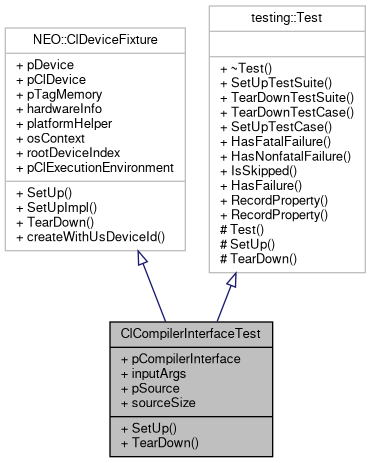 NEO::ClDeviceFixture
+ pDevice
+ pClDevice
+ pTagMemory
+ hardwareInfo
+ platformHelper
+ osContext
+ rootDeviceIndex
+ pClExecutionEnvironment
+ SetUp()
+ SetUpImpl()
+ TearDown()
+ createWithUsDeviceId()
testing::Test
+ ~Test()
+ SetUpTestSuite()
+ TearDownTestSuite()
+ TearDownTestCase()
+ SetUpTestCase()
+ HasFatalFailure()
+ HasNonfatalFailure()
+ IsSkipped()
+ HasFailure()
+ RecordProperty()
+ RecordProperty()
# Test()
# SetUp()
# TearDown()
ClCompilerInterfaceTest
+ pCompilerInterface
+ inputArgs
+ pSource
+ sourceSize
+ SetUp()
+ TearDown()